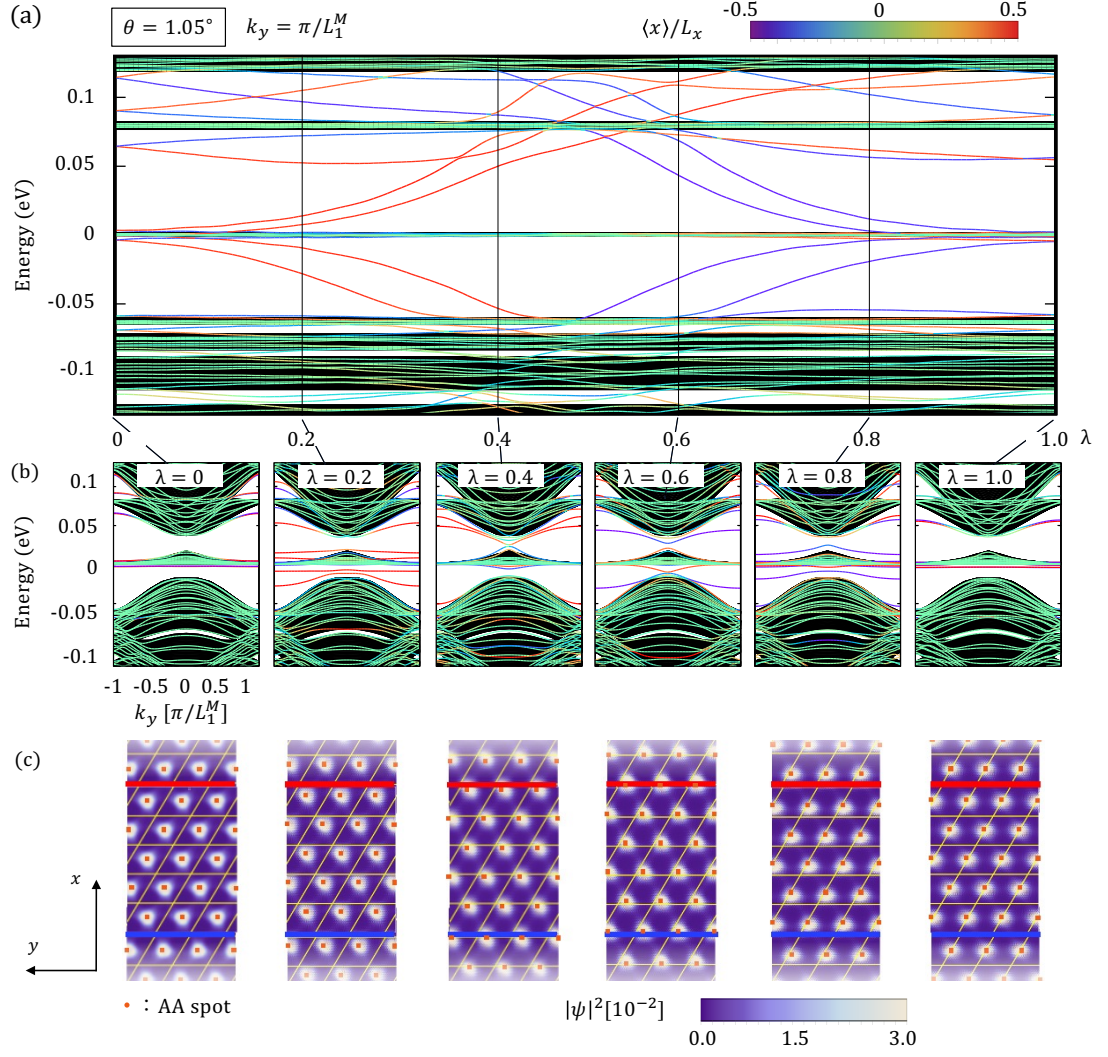 (a)
θ = 1.05° k_y = π/L_1^M ⟨x⟩/L_x -0.5 0 0.5
Energy (eV)
0.1
0.05
0
-0.05
-0.1
0 0.2 0.4 0.6 0.8 1.0 λ
(b)
λ = 0 λ = 0.2 λ = 0.4 λ = 0.6 λ = 0.8 λ = 1.0
Energy (eV)
0.1
0.05
0
-0.05
-0.1
-1 -0.5 0 0.5 1
k_y [π/L_1^M]
(c)
x
y
: AA spot
|ψ|²[10⁻²]
0.0 1.5 3.0